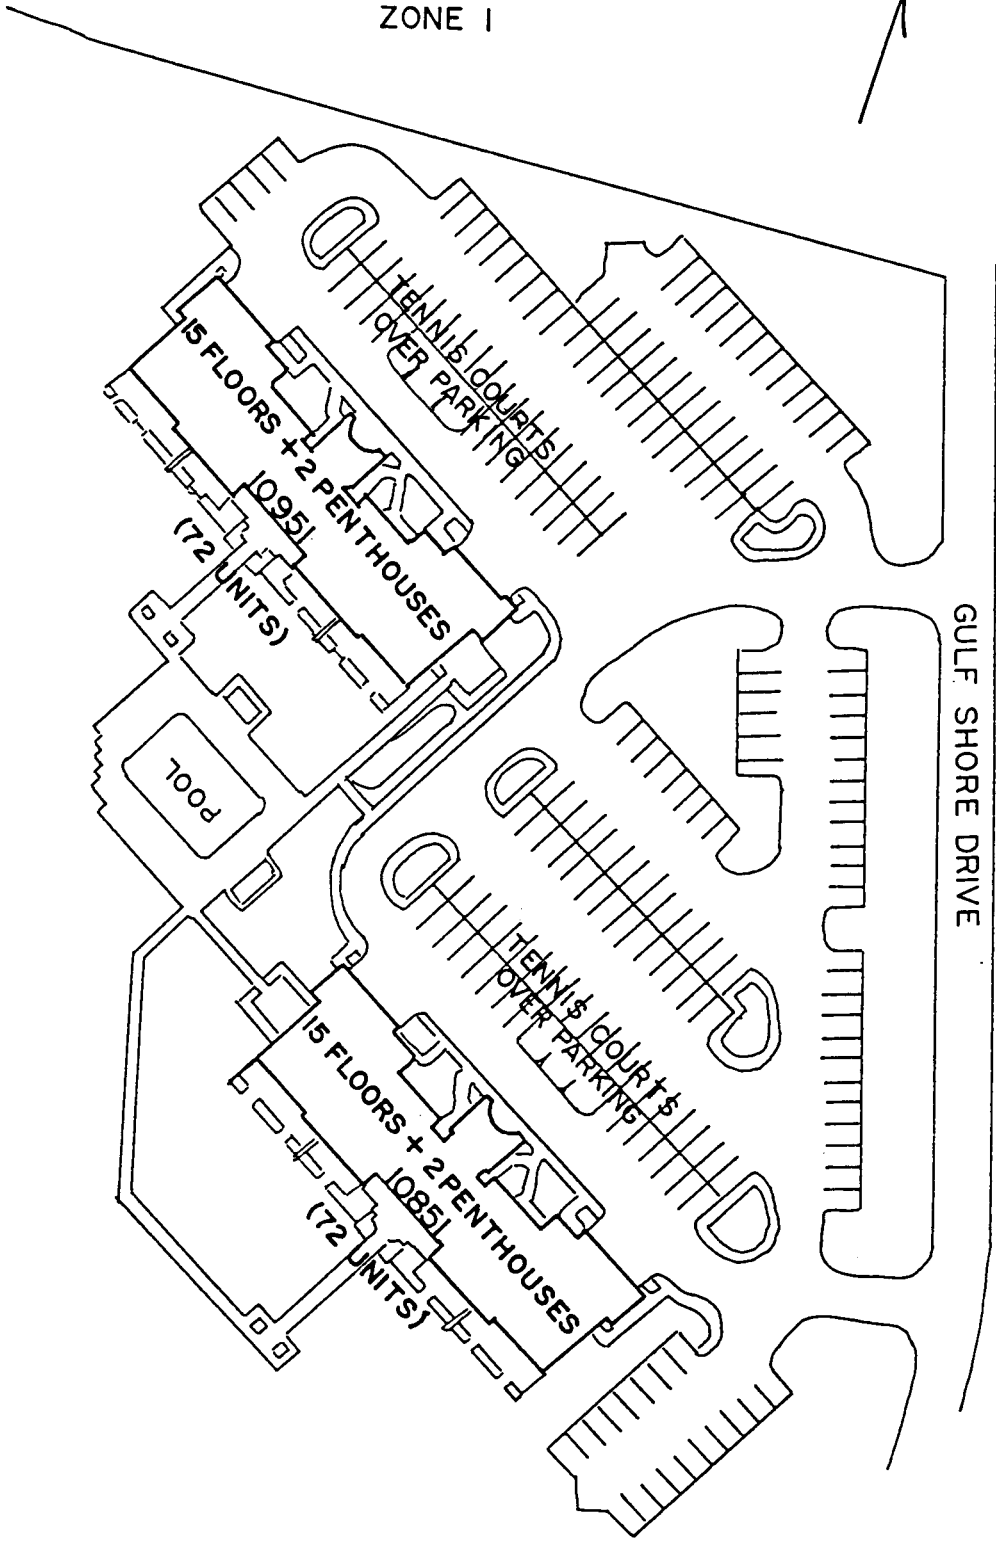 ZONE 1
TENNIS COURTS
OVER PARKING
15 FLOORS + 2 PENTHOUSES
10951
(72 UNITS)
GULF SHORE DRIVE
POOL
TENNIS COURTS
OVER PARKING
15 FLOORS + 2 PENTHOUSES
10851
(72 UNITS)